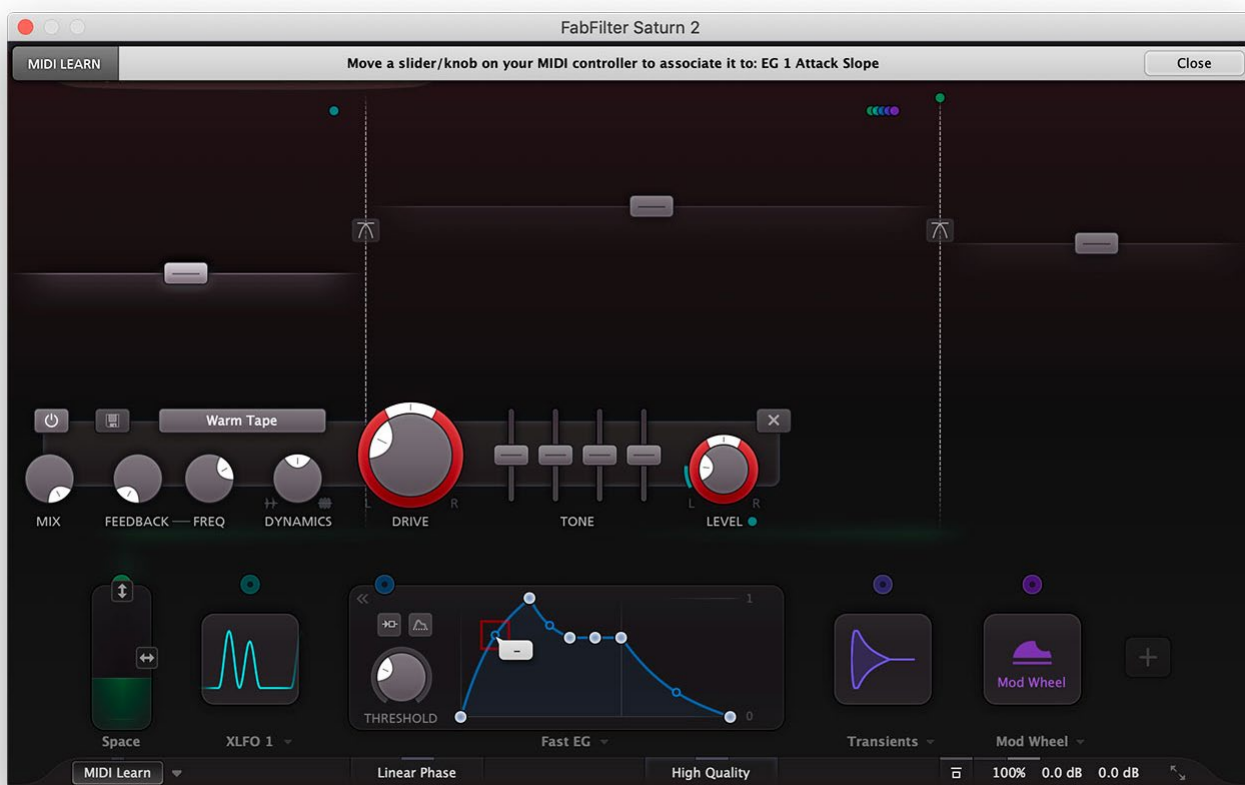 FabFilter Saturn 2
MIDI LEARN
Move a slider/knob on your MIDI controller to associate it to: EG 1 Attack Slope
Close
Warm Tape
L R
L R
MIX
FEEDBACK
FREQ
DYNAMICS
DRIVE
TONE
LEVEL
1
-
THRESHOLD
0
Mod Wheel
Space
XLFO 1
Fast EG
Transients
Mod Wheel
MIDI Learn
Linear Phase
High Quality
100%
0.0 dB
0.0 dB